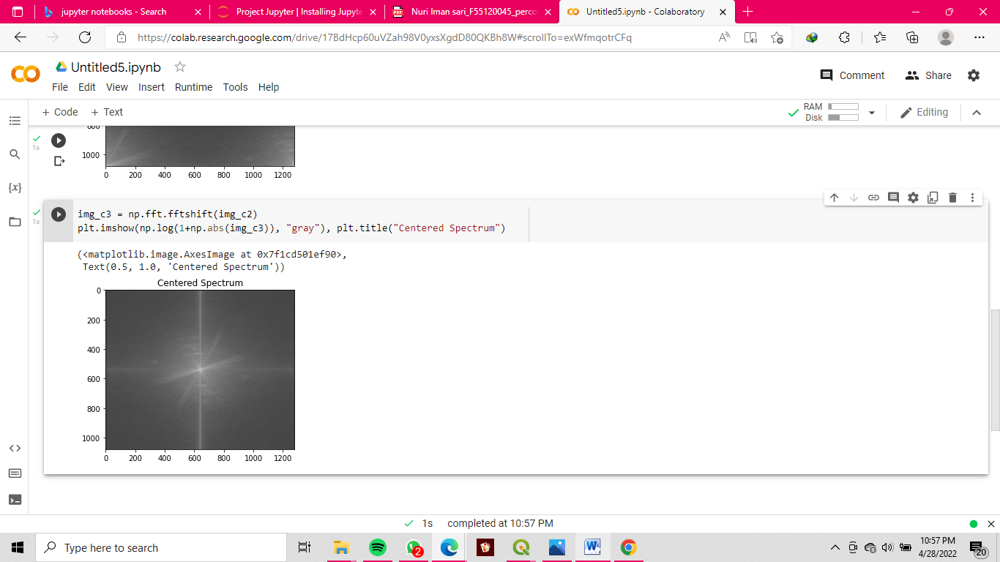 jupyter notebooks - Search
Project Jupyter | Installing Jupyte
Nuri Iman sari_F55120045_perco
Untitled5.ipynb - Colaboratory
https://colab.research.google.com/drive/17BdHcp60uVZah98V0yxsXgdD80QKBh8W#scrollTo=exWfmqotrCFq
Untitled5.ipynb
File Edit View Insert Runtime Tools Help
Comment Share
+ Code + Text
RAM
Disk
Editing
1s
800
1000
0 200 400 600 800 1000 1200
{x}
1s
img_c3 = np.fft.fftshift(img_c2)
plt.imshow(np.log(1+np.abs(img_c3)), "gray"), plt.title("Centered Spectrum")
(<matplotlib.image.AxesImage at 0x7f1cd501ef90>,
Text(0.5, 1.0, 'Centered Spectrum'))
Centered Spectrum
0
200
400
600
800
1000
0 200 400 600 800 1000 1200
1s completed at 10:57 PM
Type here to search
2
10:57 PM
4/28/2022
20